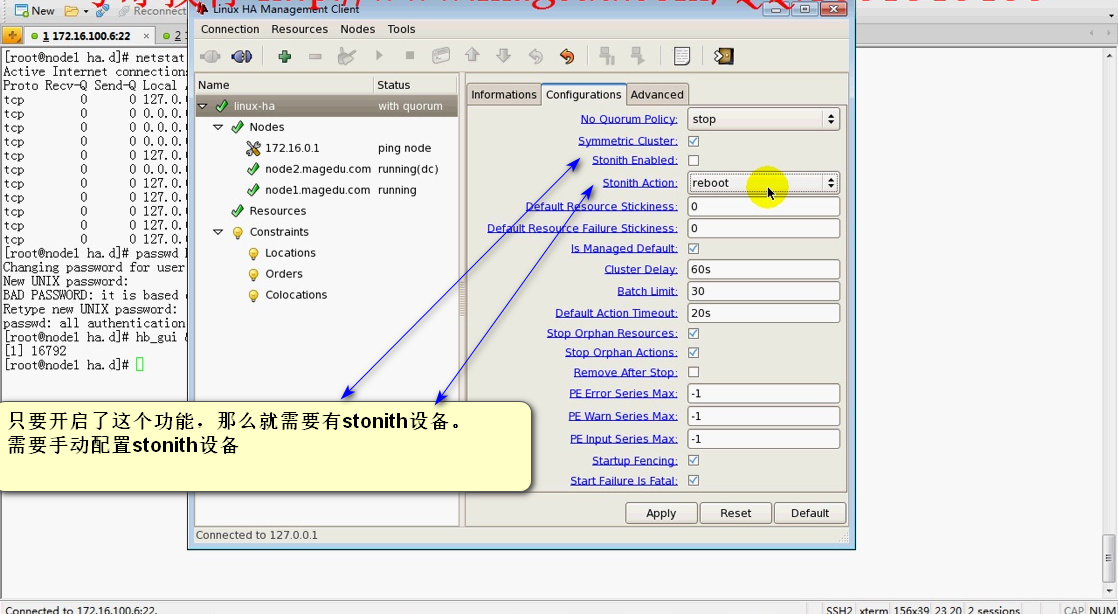 New
Reconnect
Linux HA Management Client
1 172.16.100.6:22
2 1
Connection Resources Nodes Tools
[root@node1 ha.d]# netstat
Active Internet connections
Proto Recv-Q Send-Q Local A
tcp 0 0 127.0.
tcp 0 0 0.0.0.
tcp 0 0 0.0.0.
tcp 0 0 127.0.
tcp 0 0 0.0.0.
tcp 0 0 127.0.
tcp 0 0 127.0.
tcp 0 0 127.0.
tcp 0 0 127.0.
tcp 0 0 127.0.
tcp 0 0 127.0.
[root@node1 ha.d]# passwd h
Changing password for user
New UNIX password:
BAD PASSWORD: it is based
Retype new UNIX password:
passwd: all authentication
[root@node1 ha.d]# hb_gui &
[1] 16792
[root@node1 ha.d]#
Name Status
linux-ha with quorum
Nodes
172.16.0.1 ping node
node2.magedu.com running(dc)
node1.magedu.com running
Resources
Constraints
Locations
Orders
Colocations
Informations Configurations Advanced
No Quorum Policy: stop
Symmetric Cluster:
Stonith Enabled:
Stonith Action: reboot
Default Resource Stickiness: 0
Default Resource Failure Stickiness: 0
Is Managed Default:
Cluster Delay: 60s
Batch Limit: 30
Default Action Timeout: 20s
Stop Orphan Resources:
Stop Orphan Actions:
Remove After Stop:
PE Error Series Max: -1
PE Warn Series Max: -1
PE Input Series Max: -1
Startup Fencing:
Start Failure Is Fatal:
只要开启了这个功能，那么就需要有stonith设备。
需要手动配置stonith设备
Apply Reset Default
Connected to 127.0.0.1
Connected to 172.16.100.6:22. SSH2 xterm 156x39 23,20 2 sessions CAP NUM